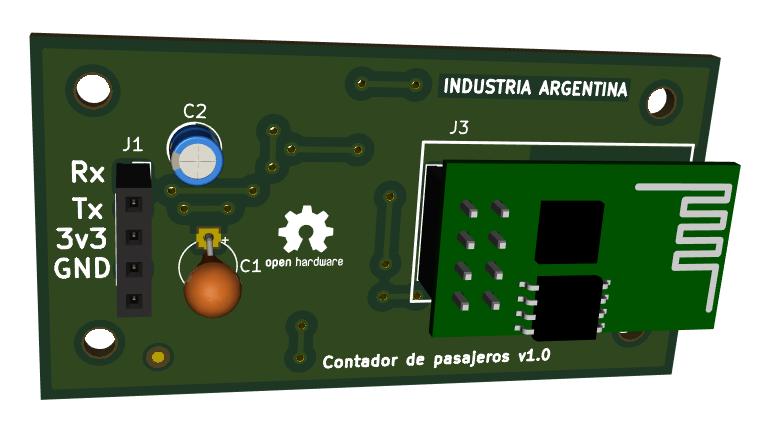 INDUSTRIA ARGENTINA
C2
J3
J1
Rx
Tx
3v3
GND
+
C1
open hardware
Contador de pasajeros v1.0